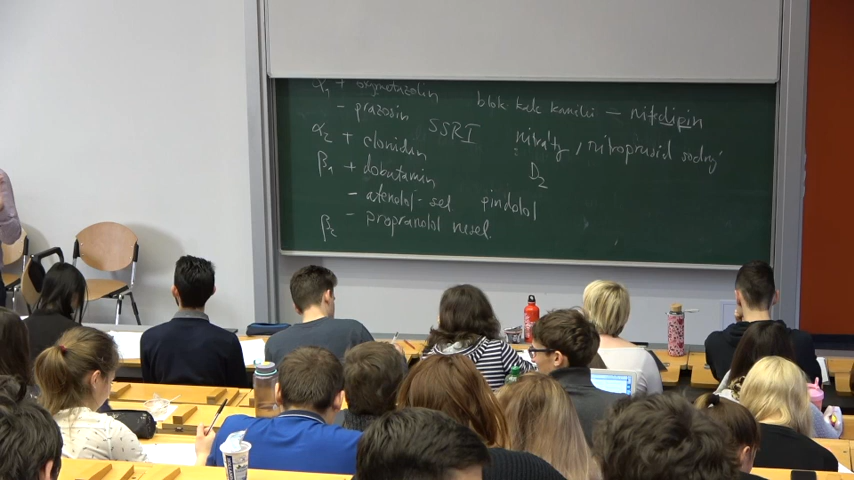 α1 + oxymetazolin
- prazosin
α2 + clonidin
β1 + dobutamin
- atenolol - sel pindolol
β2 - propranolol nesel.
SSRI
blok. kalc kanálů — nifedipin
nitráty, nitroprusid sodný
D2